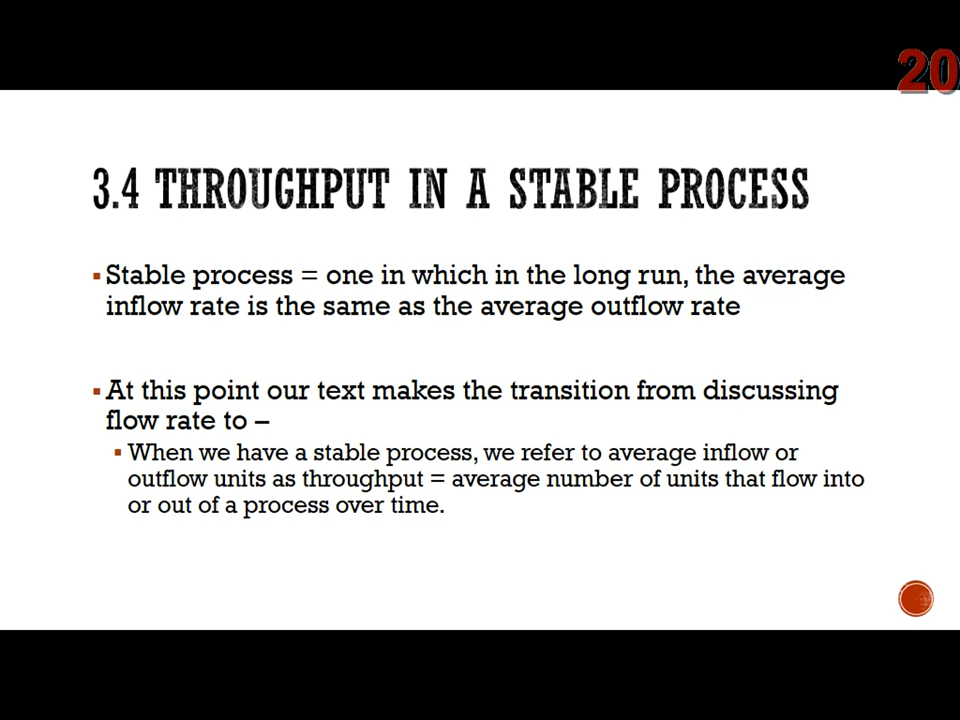 20
3.4 THROUGHPUT IN A STABLE PROCESS
▪ Stable process = one in which in the long run, the average
inflow rate is the same as the average outflow rate
▪ At this point our text makes the transition from discussing
flow rate to –
▪ When we have a stable process, we refer to average inflow or
outflow units as throughput = average number of units that flow into
or out of a process over time.